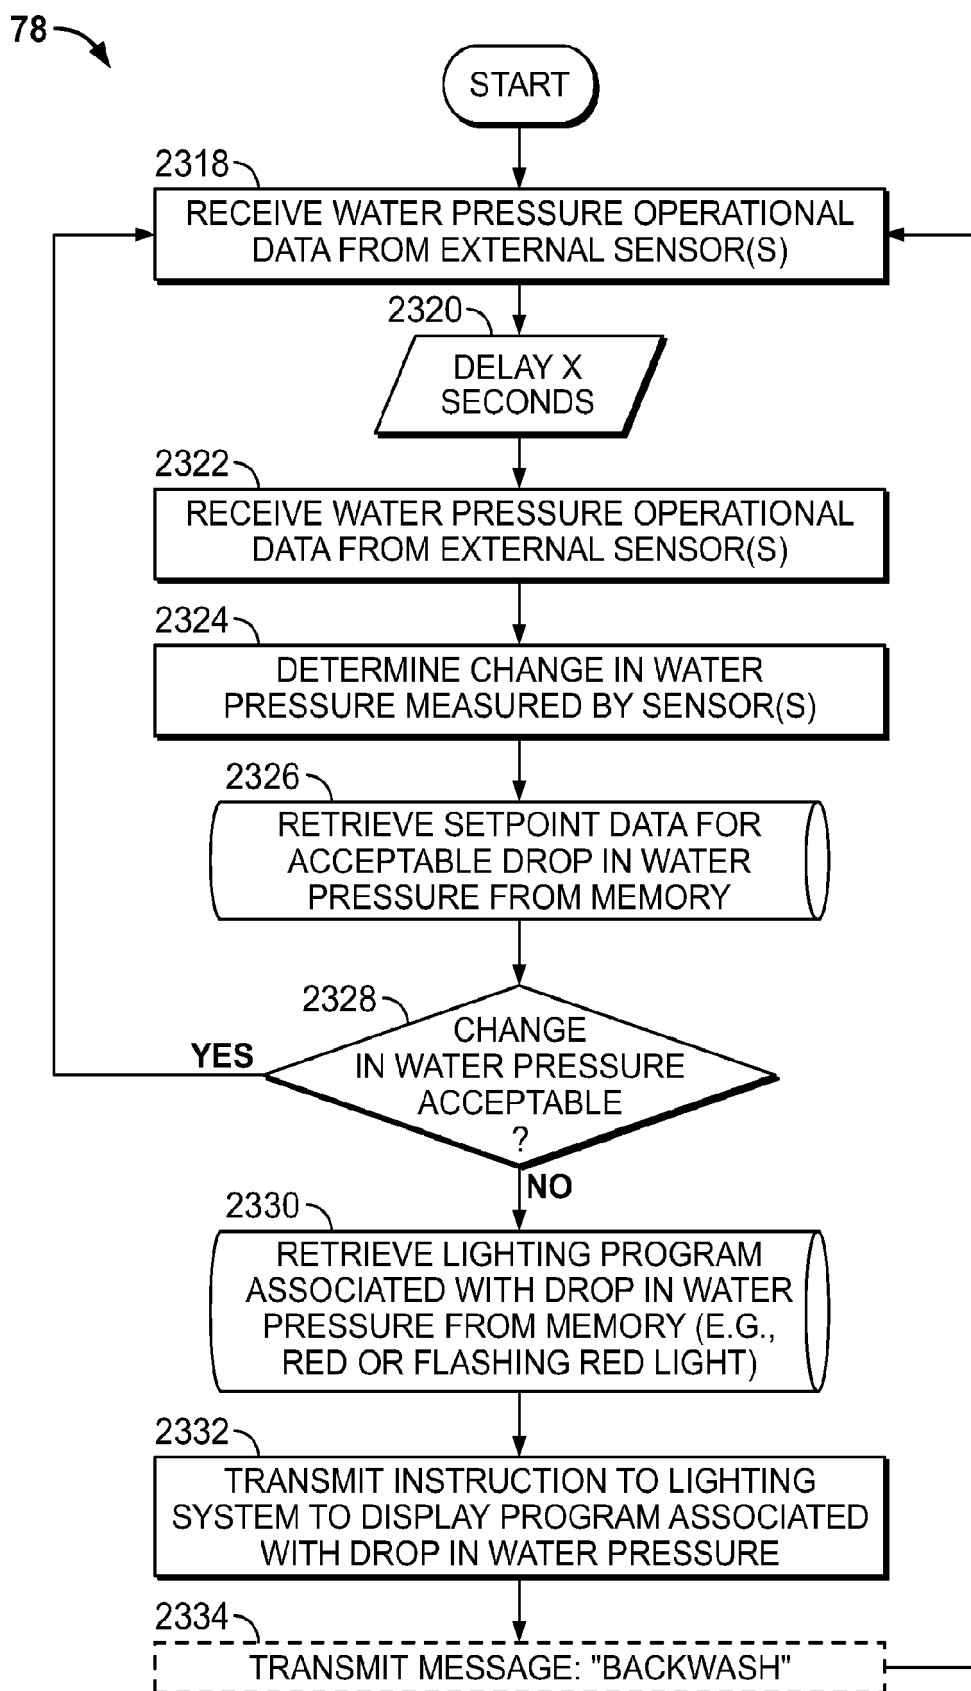 78
START
2318
RECEIVE WATER PRESSURE OPERATIONAL
DATA FROM EXTERNAL SENSOR(S)
2320
DELAY X
SECONDS
2322
RECEIVE WATER PRESSURE OPERATIONAL
DATA FROM EXTERNAL SENSOR(S)
2324
DETERMINE CHANGE IN WATER
PRESSURE MEASURED BY SENSOR(S)
2326
RETRIEVE SETPOINT DATA FOR
ACCEPTABLE DROP IN WATER
PRESSURE FROM MEMORY
2328
CHANGE
IN WATER PRESSURE
ACCEPTABLE
?
YES
NO
2330
RETRIEVE LIGHTING PROGRAM
ASSOCIATED WITH DROP IN WATER
PRESSURE FROM MEMORY (E.G.,
RED OR FLASHING RED LIGHT)
2332
TRANSMIT INSTRUCTION TO LIGHTING
SYSTEM TO DISPLAY PROGRAM ASSOCIATED
WITH DROP IN WATER PRESSURE
2334
TRANSMIT MESSAGE: "BACKWASH"